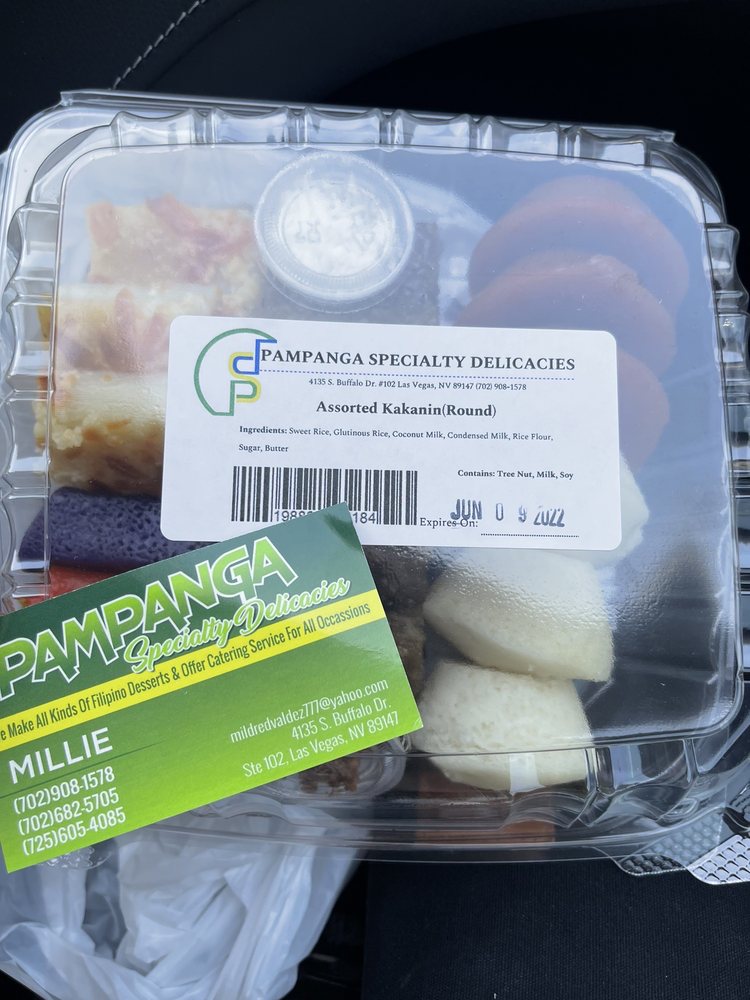 PAMPANGA SPECIALTY DELICACIES
4135 S. Buffalo Dr. #102 Las Vegas, NV 89147 (702) 908-1578
Assorted Kakanin(Round)
Ingredients: Sweet Rice, Glutinous Rice, Coconut Milk, Condensed Milk, Rice Flour,
Sugar, Butter
Contains: Tree Nut, Milk, Soy
Expires On: JUN 09 2022
PAMPANGA
Specialty Delicacies
Make All Kinds Of Filipino Desserts & Offer Catering Service For All Occassions
MILLIE
(702)908-1578
(702)682-5705
(725)605-4085
mildredvaldez777@yahoo.com
4135 S. Buffalo Dr.
Ste 102, Las Vegas, NV 89147